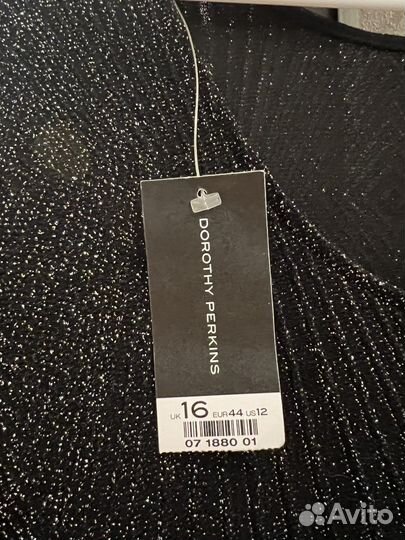 DOROTHY PERKINS
UK 16 EUR 44 US 12
07 1880 01
Avito